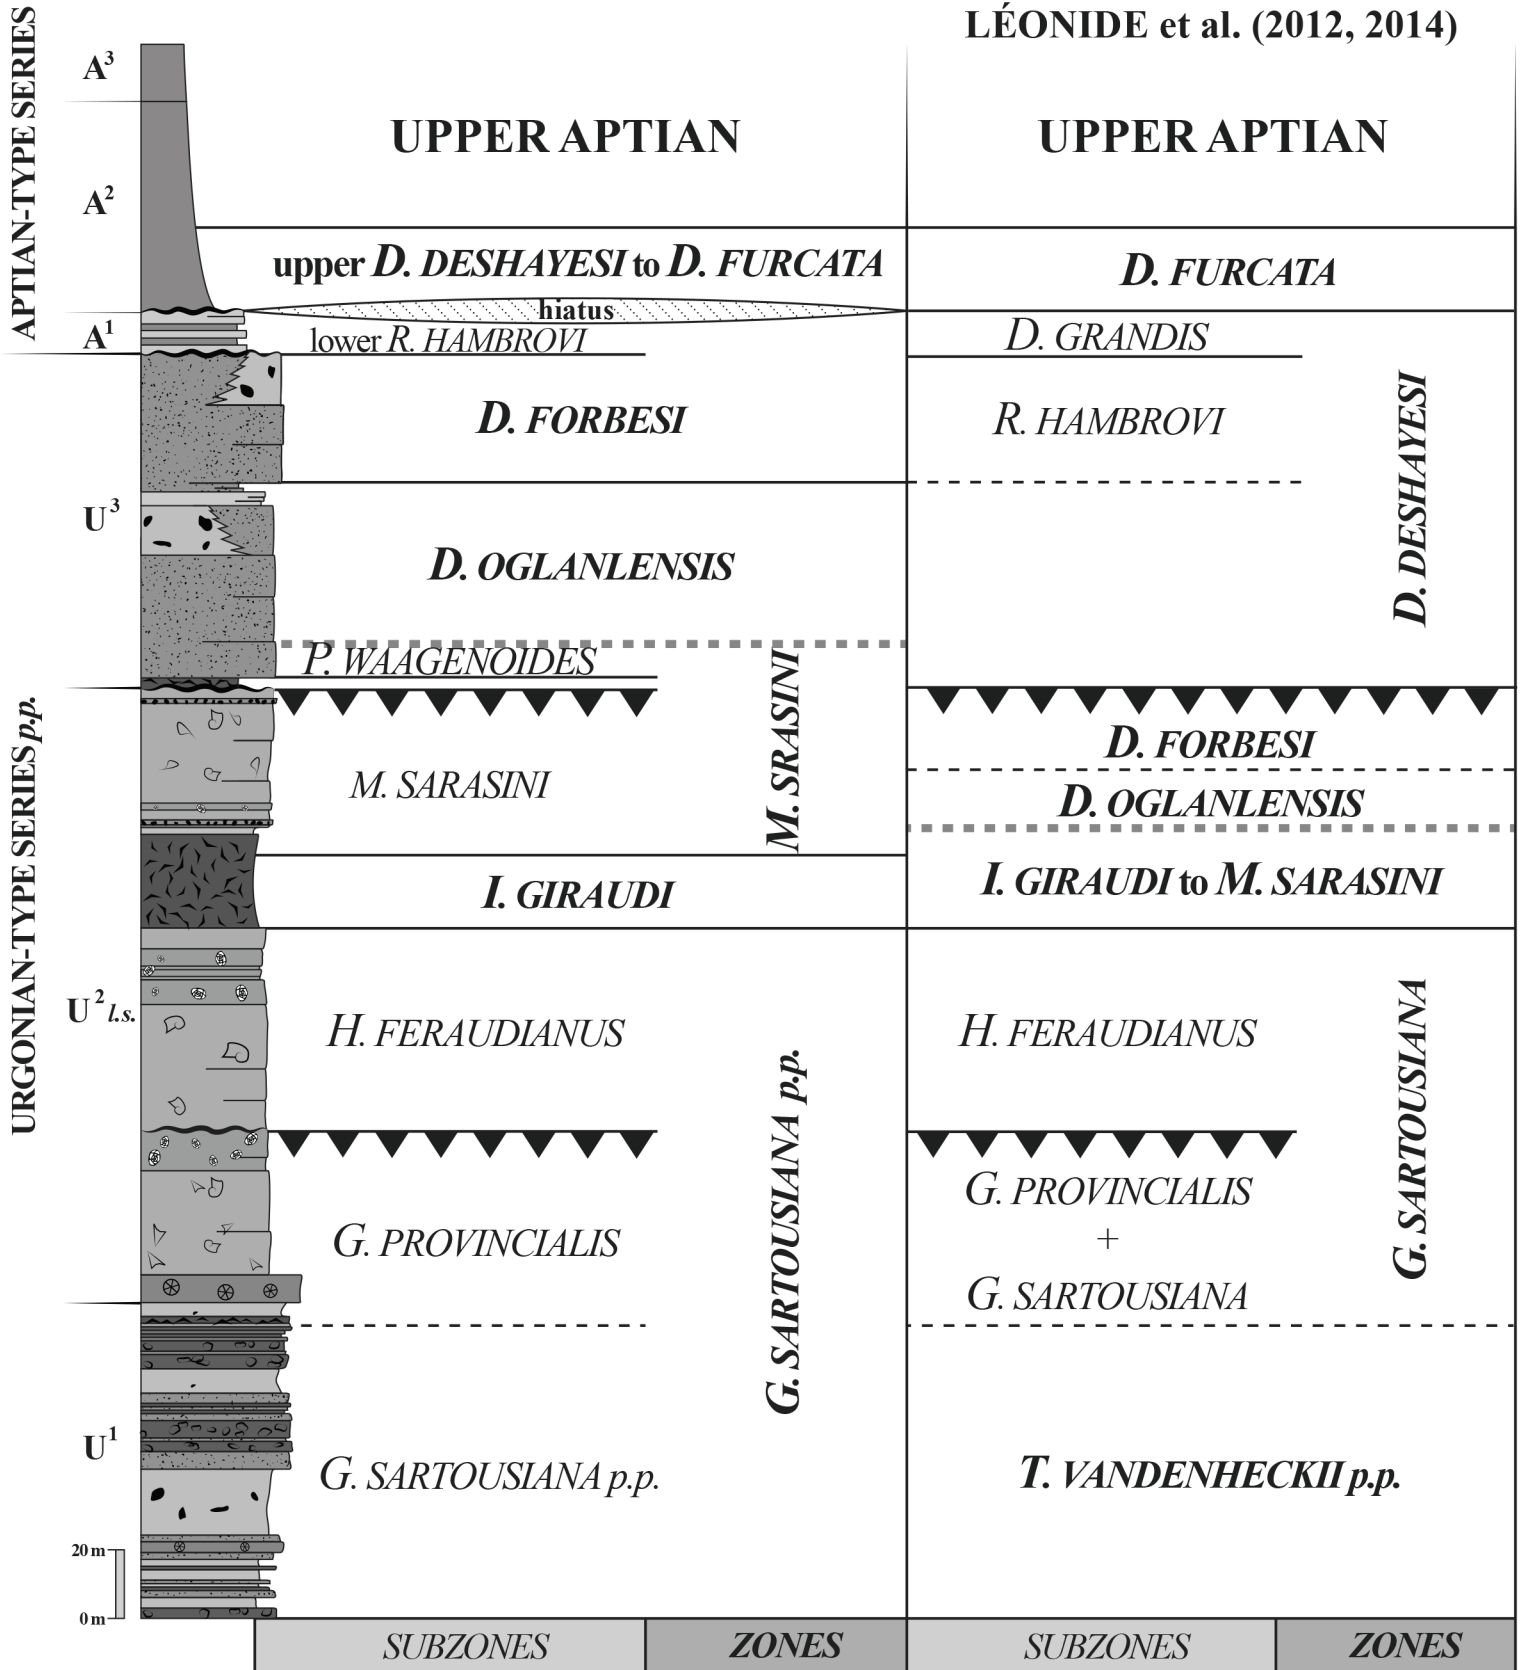 LÉONIDE et al. (2012, 2014)
APTIAN-TYPE SERIES
A³
A²
A¹
UPPER APTIAN
UPPER APTIAN
upper D. DESHAYESI to D. FURCATA
D. FURCATA
hiatus
lower R. HAMBROVI
D. GRANDIS
D. FORBESI
R. HAMBROVI
D. DESHAYESI
U³
D. OGLANLENSIS
P. WAAGENOIDES
M. SRASINI
URGONIAN-TYPE SERIES p.p.
M. SARASINI
D. FORBESI
D. OGLANLENSIS
I. GIRAUDI
I. GIRAUDI to M. SARASINI
U² l.s.
H. FERAUDIANUS
H. FERAUDIANUS
G. SARTOUSIANA p.p.
G. SARTOUSIANA
G. PROVINCIALIS
G. PROVINCIALIS
+
G. SARTOUSIANA
U¹
G. SARTOUSIANA p.p.
T. VANDENHECKII p.p.
20 m
0 m
SUBZONES
ZONES
SUBZONES
ZONES